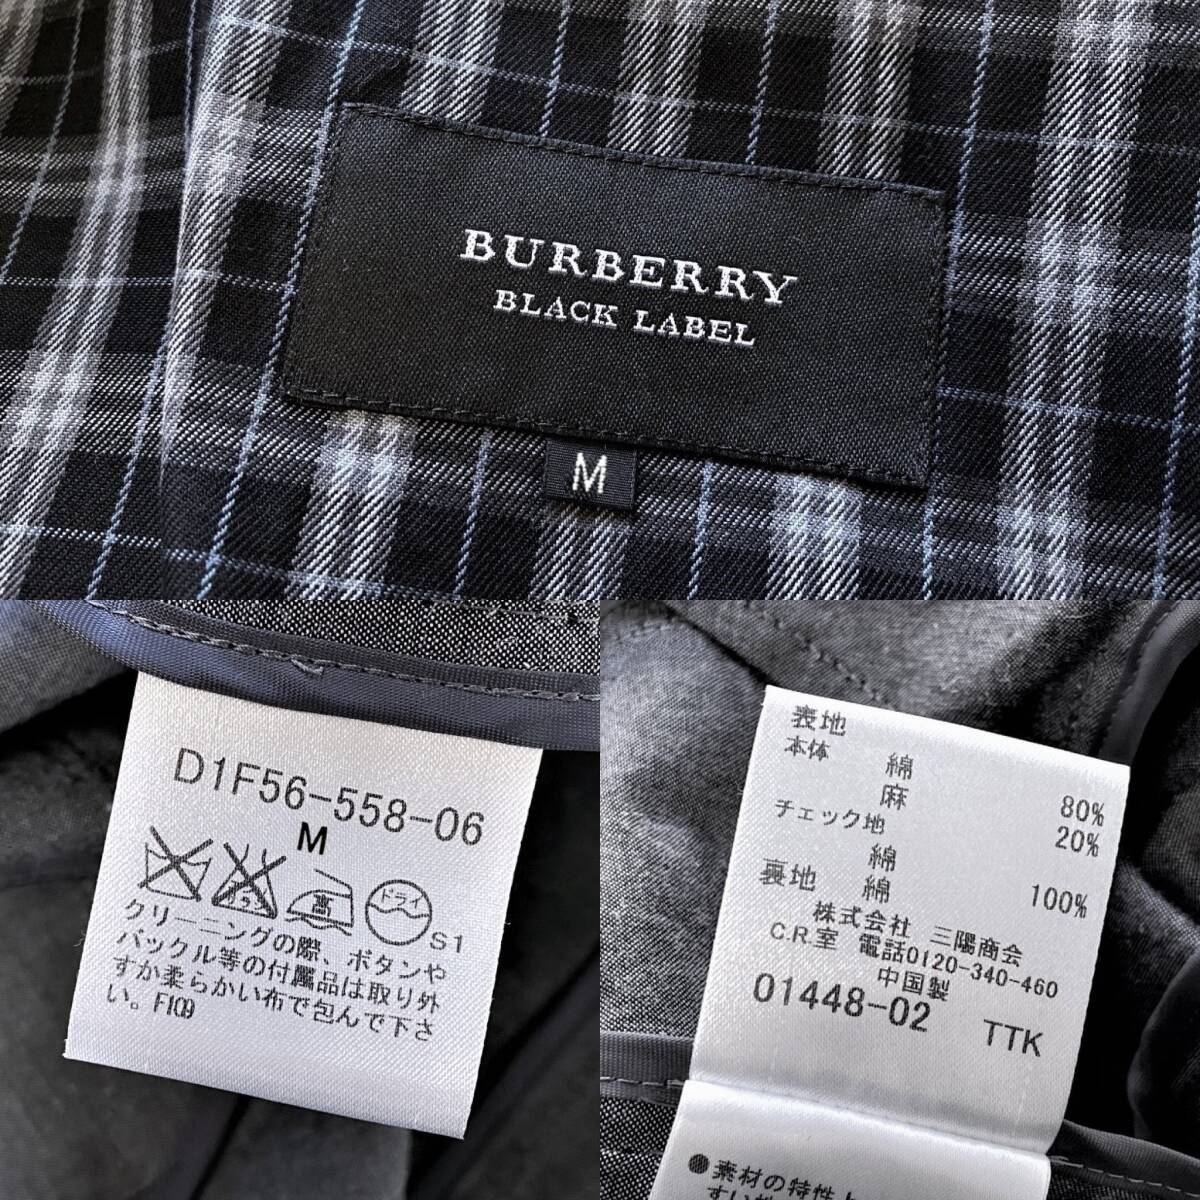 BURBERRY
BLACK LABEL
M
D1F56-558-06
M
高
ドライ
S1
クリーニングの際、ボタンや
バックル等の付属品は取り外
すか柔らかい布で包んで下さ
い。F109
表地
本体
綿 80%
麻 20%
チェック地
綿 100%
裏地 綿
株式会社 三陽商会
C.R.室 電話0120-340-460
中国製
01448-02 TTK
●素材の特性上